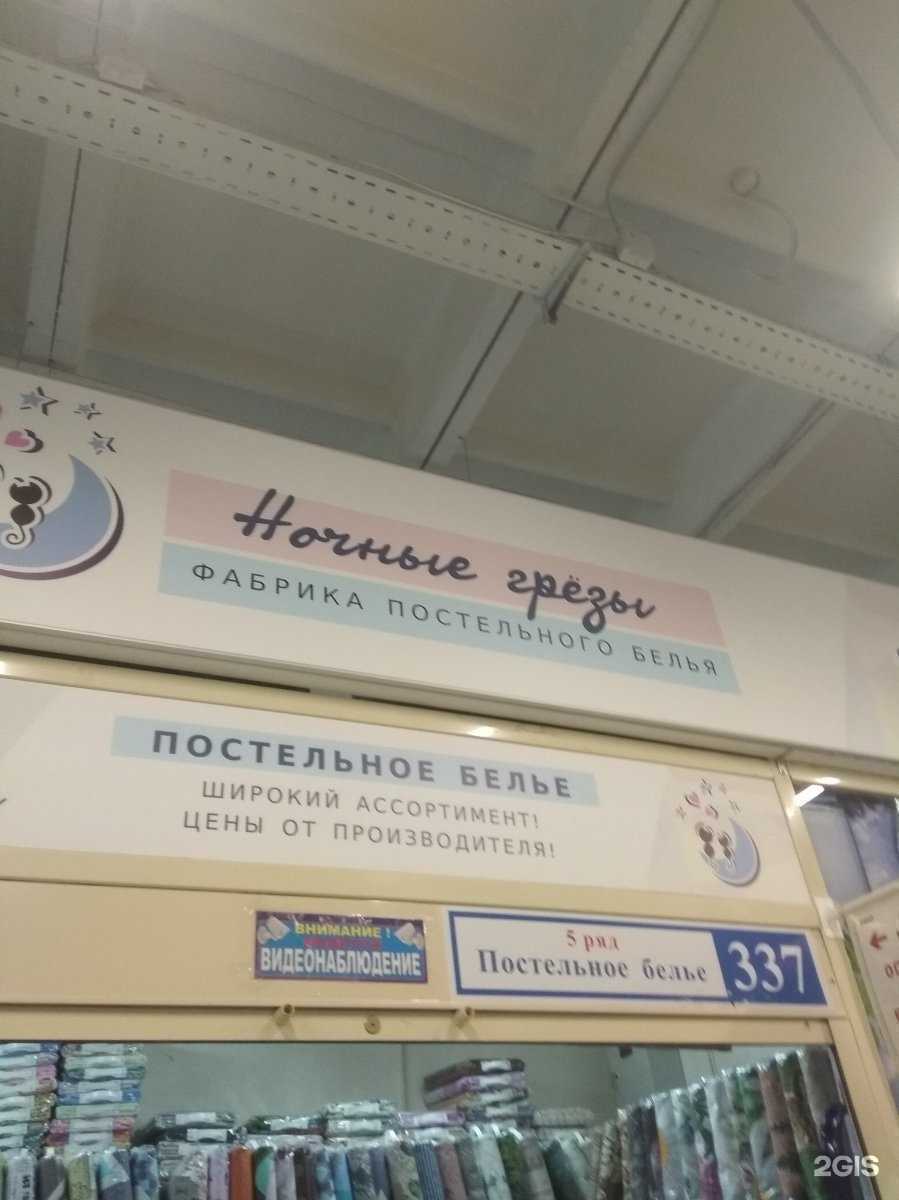 Ночные грёзы
ФАБРИКА ПОСТЕЛЬНОГО БЕЛЬЯ
ПОСТЕЛЬНОЕ БЕЛЬЕ
ШИРОКИЙ АССОРТИМЕНТ!
ЦЕНЫ ОТ ПРОИЗВОДИТЕЛЯ!
ВНИМАНИЕ!
ВИДЕОНАБЛЮДЕНИЕ
5 ряд
Постельное белье 337
2GIS